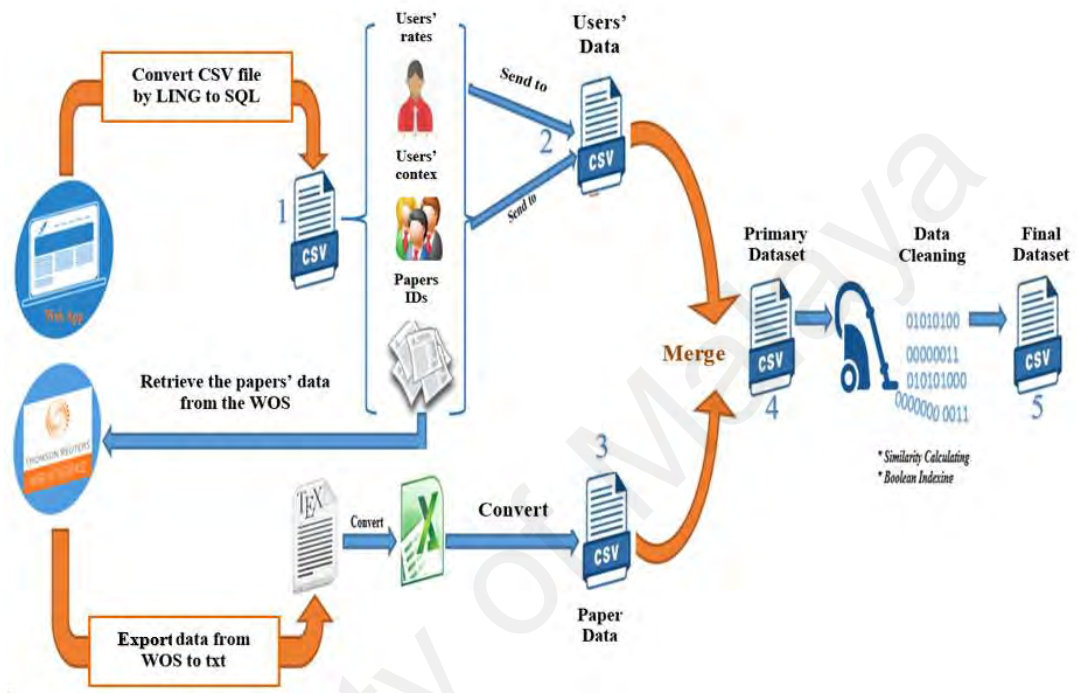 Users'
rates
Users'
Data
Convert CSV file
by LING to SQL
Send to
Users'
contex
1
CSV
2
CSV
Send to
Papers
IDs
Web App
Primary
Dataset
Data
Cleaning
Final
Dataset
Merge
CSV
4
01010100
00000011
010101000
0000000 0011
CSV
5
* Similarity Calculating
* Boolean Indexine
Retrieve the papers' data
from the WOS
THOMSON REUTERS
3
TEX
Convert
X
Convert
CSV
Paper
Data
Export data from
WOS to txt
of Malaya